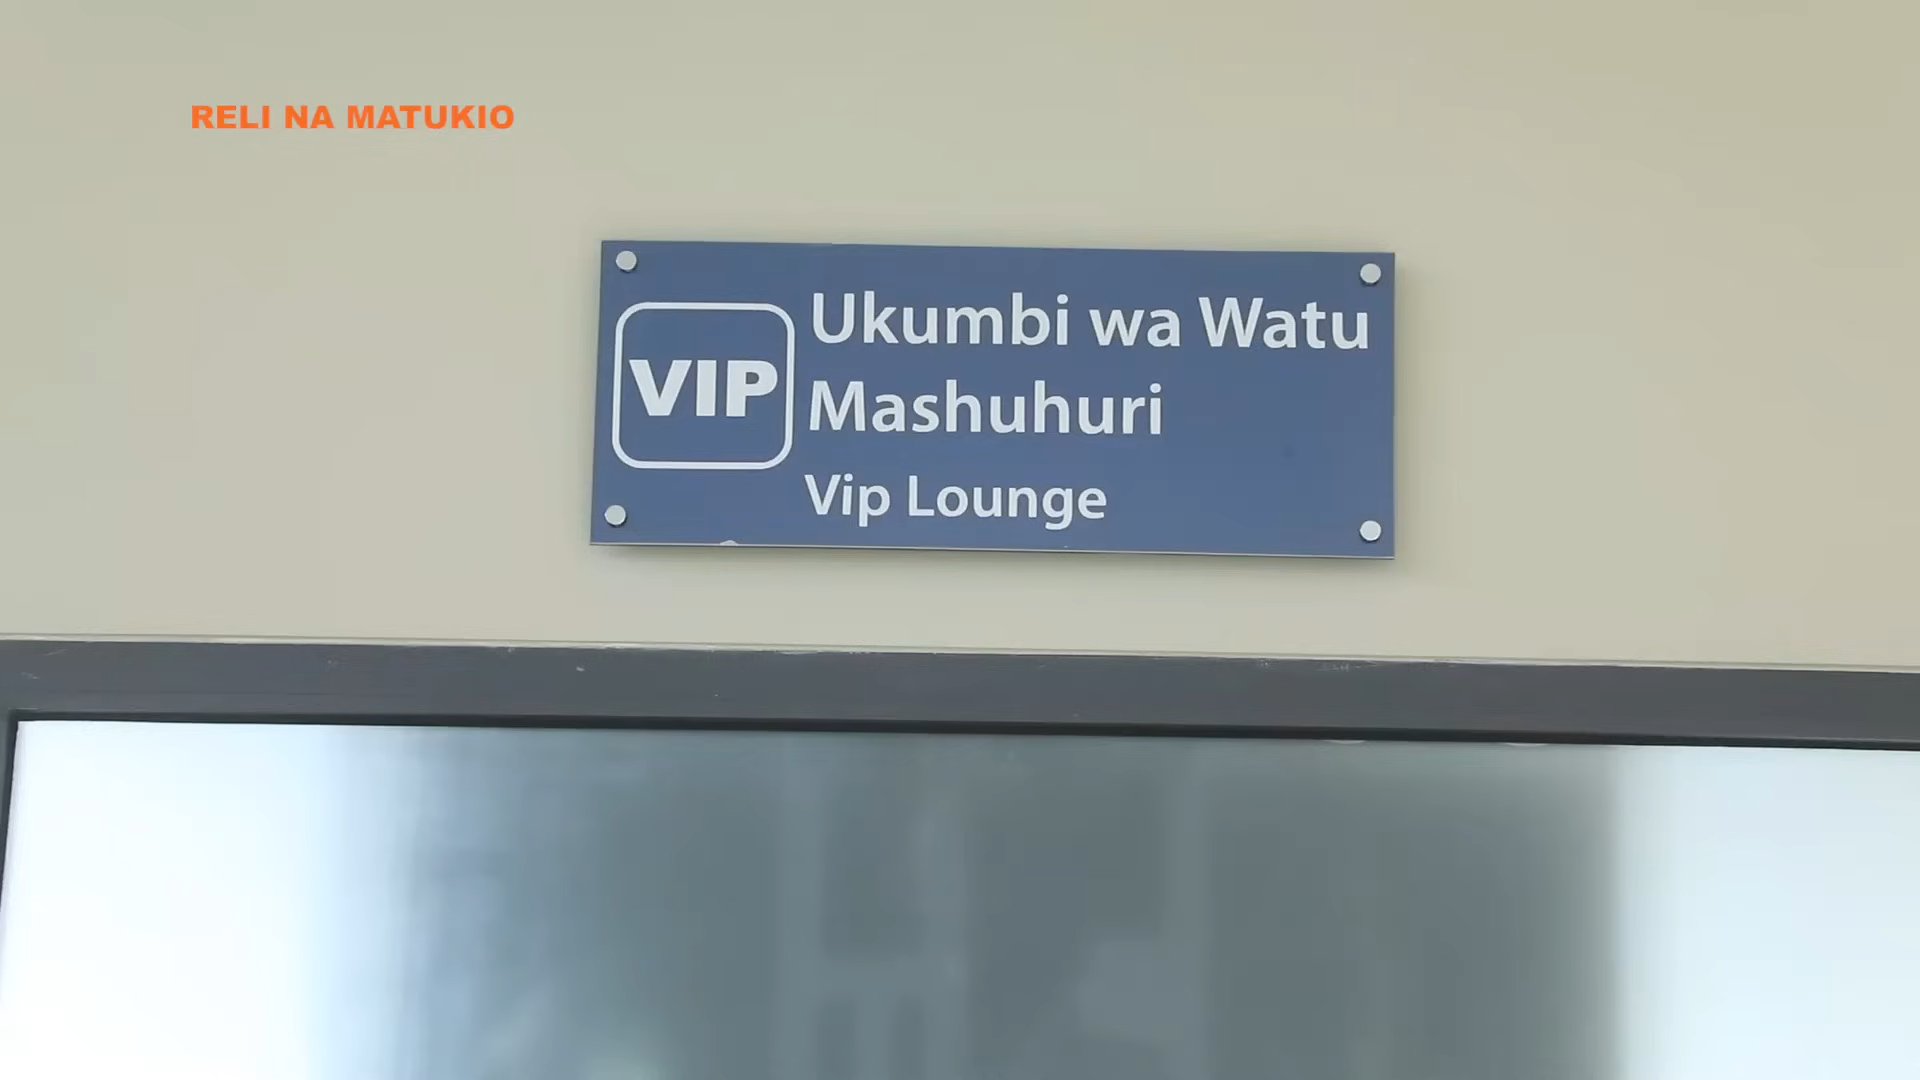 RELI NA MATUKIO
VIP
Ukumbi wa Watu
Mashuhuri
Vip Lounge